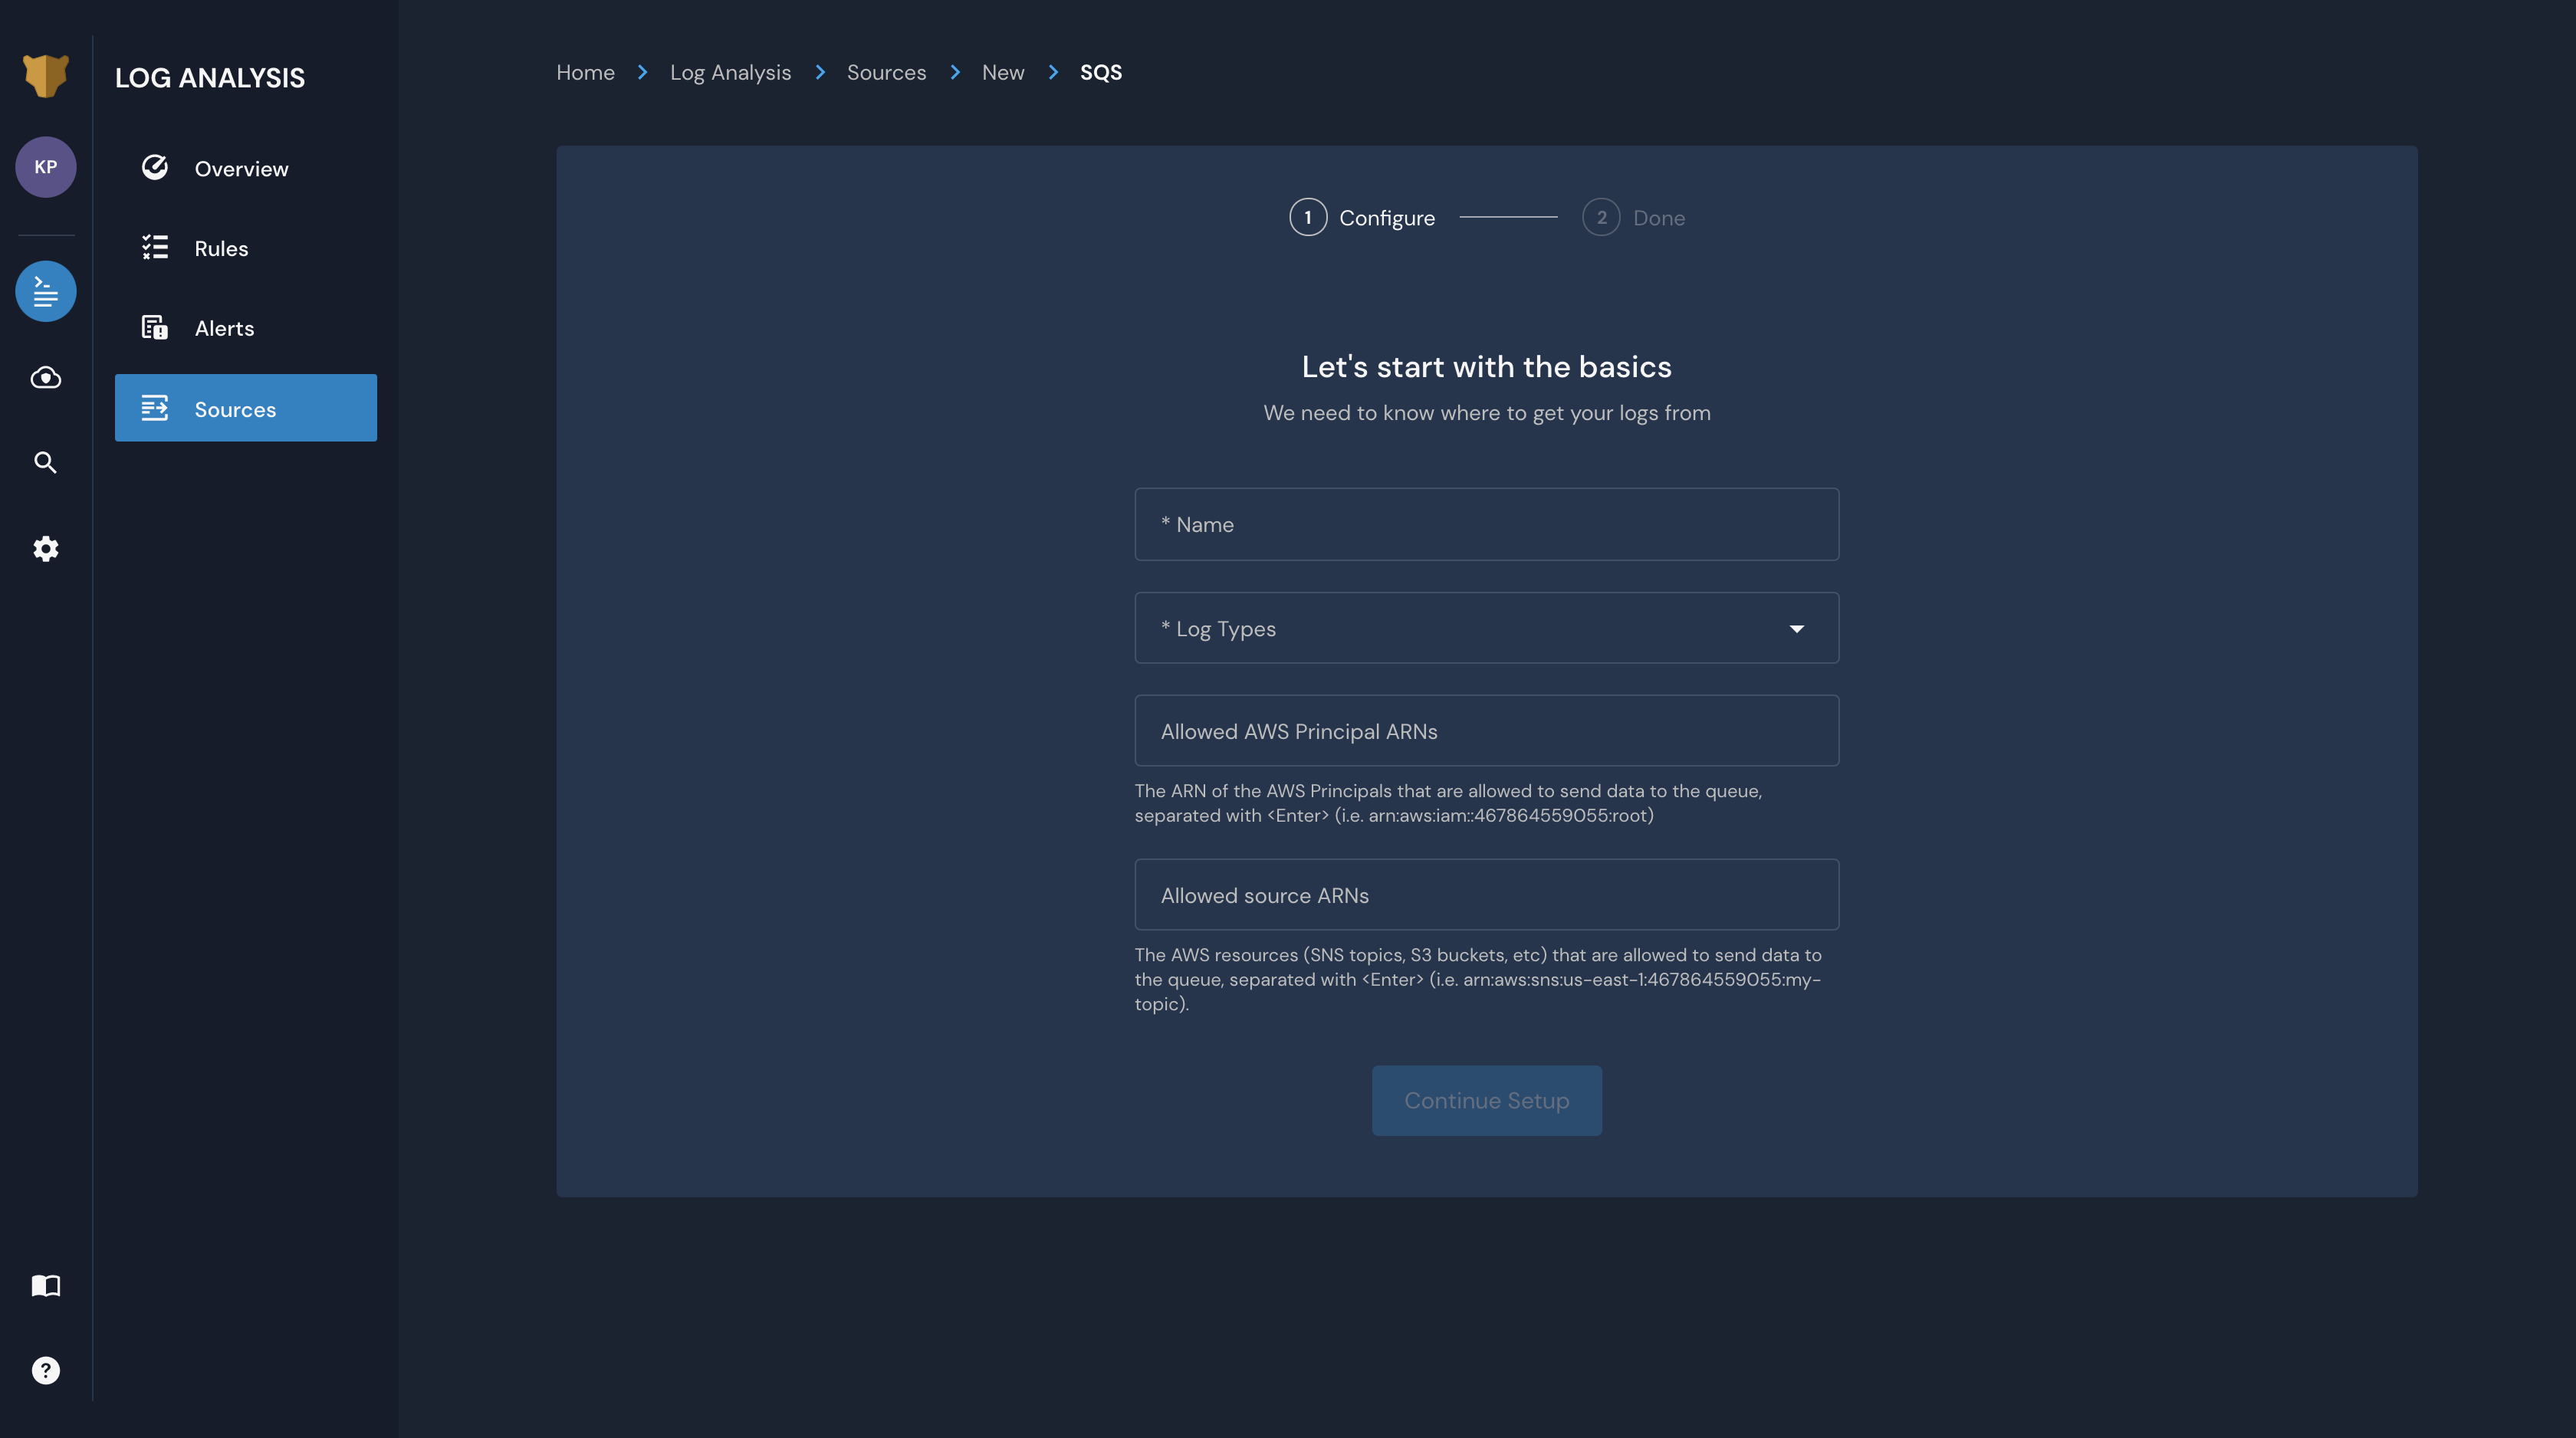 LOG ANALYSIS
KP
Overview
Rules
Alerts
Sources
Home > Log Analysis > Sources > New > SQS
1 Configure 2 Done
Let's start with the basics
We need to know where to get your logs from
* Name
* Log Types
Allowed AWS Principal ARNs
The ARN of the AWS Principals that are allowed to send data to the queue,
separated with <Enter> (i.e. arn:aws:iam::467864559055:root)
Allowed source ARNs
The AWS resources (SNS topics, S3 buckets, etc) that are allowed to send data to
the queue, separated with <Enter> (i.e. arn:aws:sns:us-east-1:467864559055:my-
topic).
Continue Setup